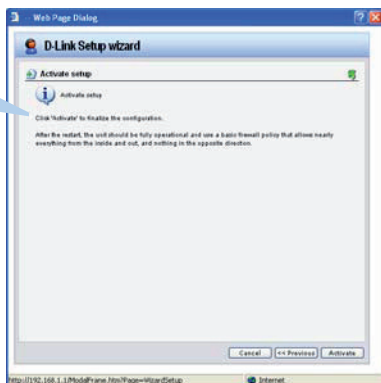 -- Web Page Dialog
D-Link Setup wizard
Activate setup
Activate setup
Click 'Activate' to finalize the configuration.
After the restart, the unit should be fully operational and use a basic firewall policy that allows nearly
everything from the inside and out, and nothing in the opposite direction.
Cancel << Previous Activate
http://192.168.1.1/ModalFrame.htm?Page=WizardSetup Internet